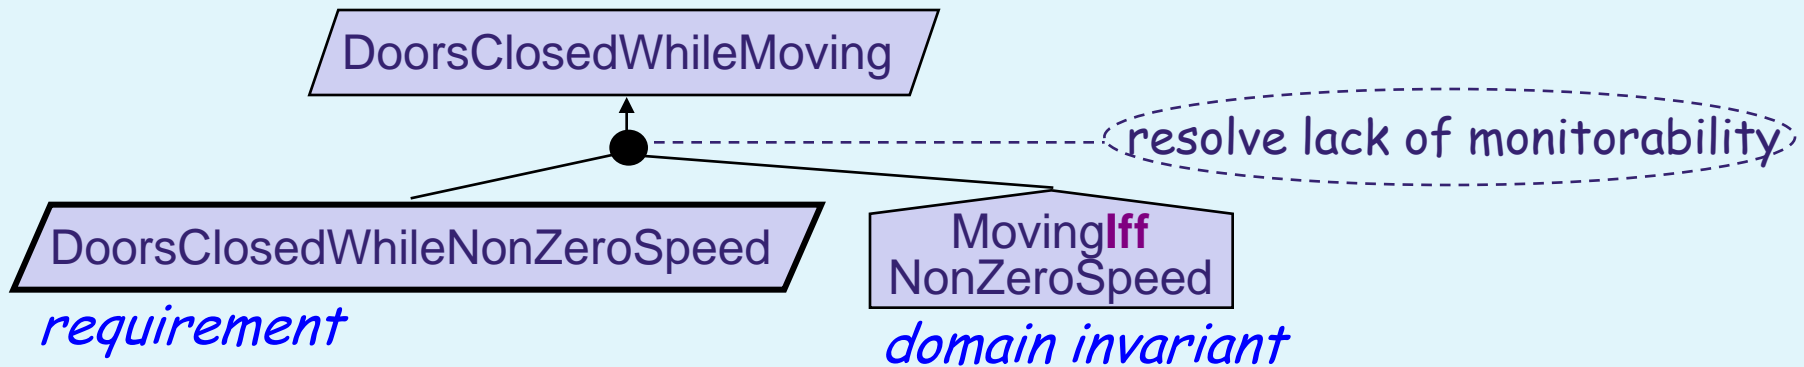 DoorsClosedWhileMoving
resolve lack of monitorability
DoorsClosedWhileNonZeroSpeed
MovingIff
NonZeroSpeed
requirement
domain invariant